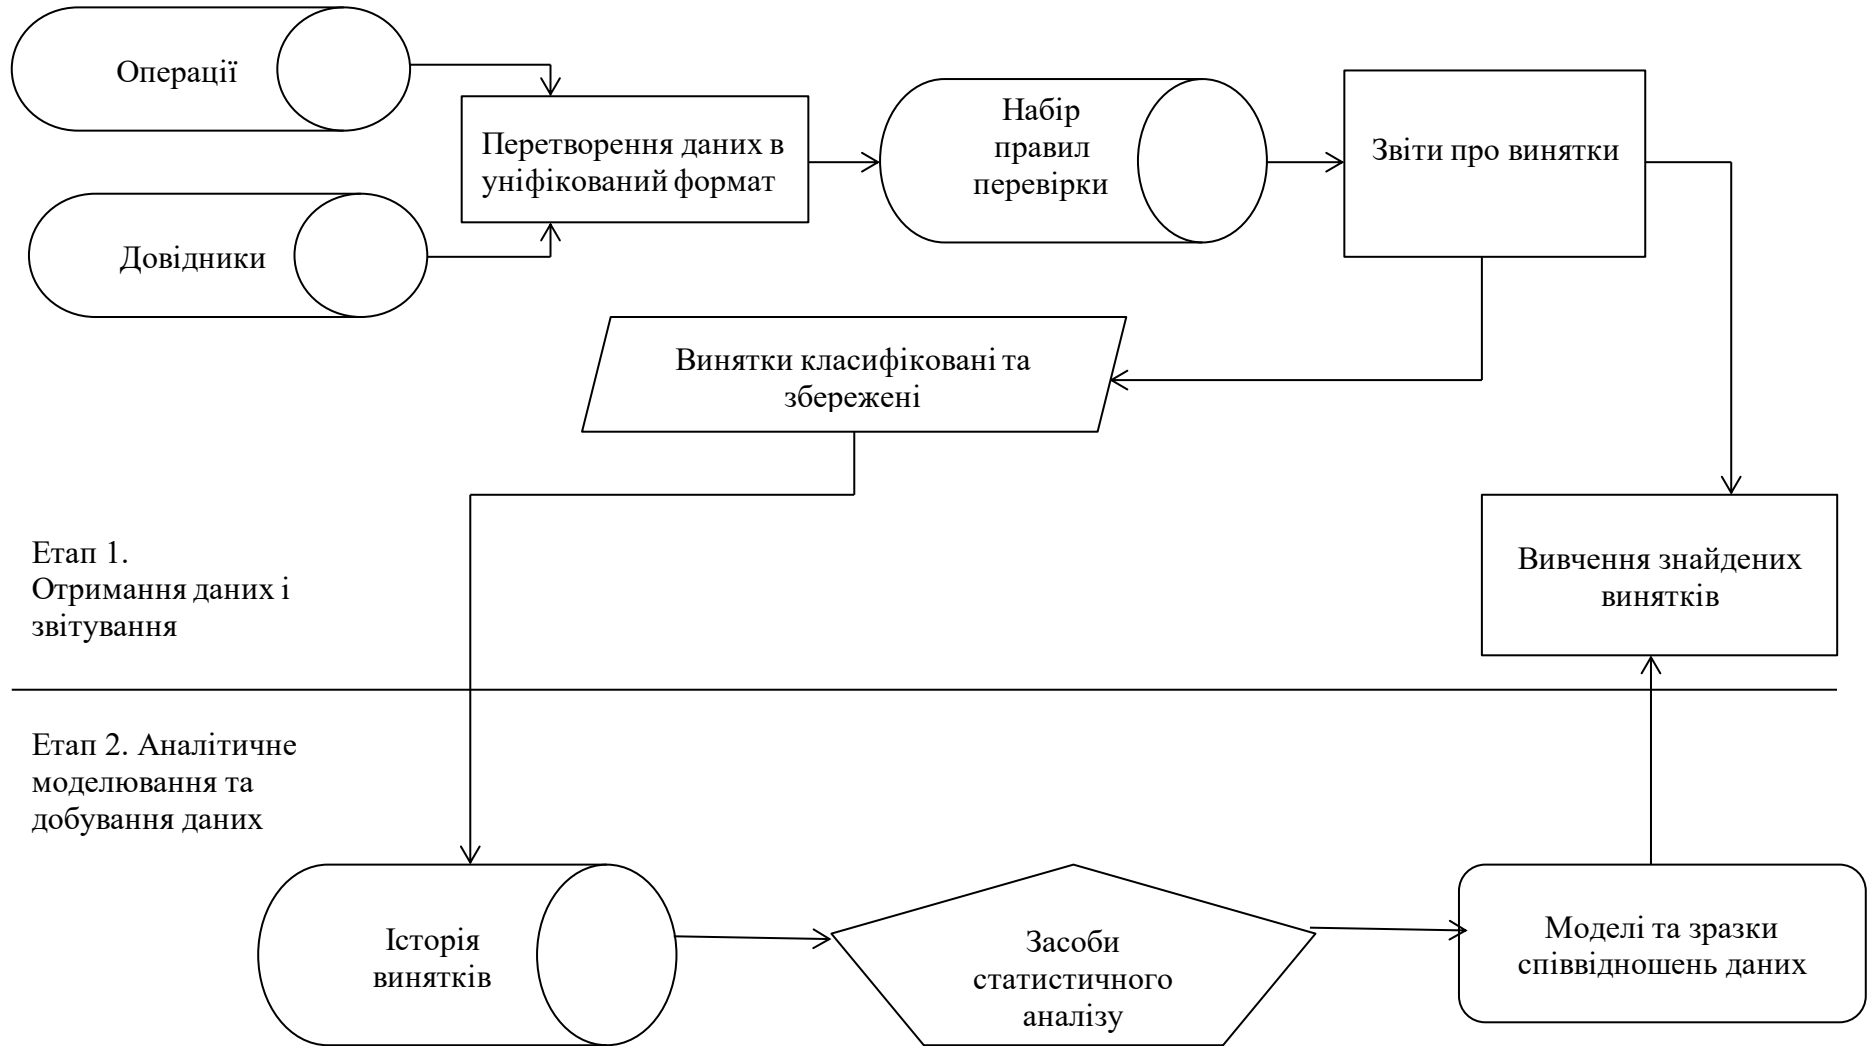 Операції
Перетворення даних в
уніфікований формат
Набір
правил
перевірки
Звіти про винятки
Довідники
Винятки класифіковані та
збережені
Етап 1.
Отримання даних і
звітування
Вивчення знайдених
винятків
Етап 2. Аналітичне
моделювання та
добування даних
Історія
винятків
Засоби
статистичного
аналізу
Моделі та зразки
співвідношень даних